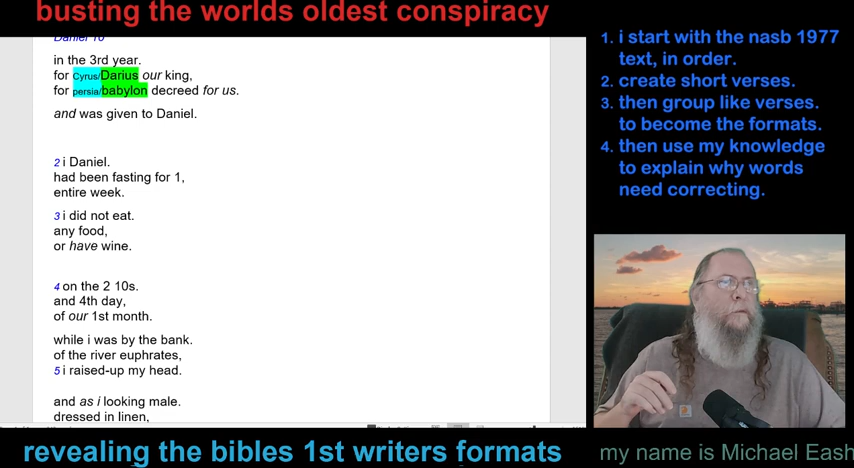 busting the worlds oldest conspiracy
Daniel 10
in the 3rd year.
for Cyrus/Darius our king,
for persia/babylon decreed for us.
and was given to Daniel.
2 i Daniel.
had been fasting for 1,
entire week.
3 i did not eat.
any food,
or have wine.
4 on the 2 10s.
and 4th day,
of our 1st month.
while i was by the bank.
of the river euphrates,
5 i raised-up my head.
and as i looking male.
dressed in linen,
revealing the bibles 1st writers formats
1. i start with the nasb 1977
text, in order.
2. create short verses.
3. then group like verses.
to become the formats.
4. then use my knowledge
to explain why words
need correcting.
my name is Michael Eash